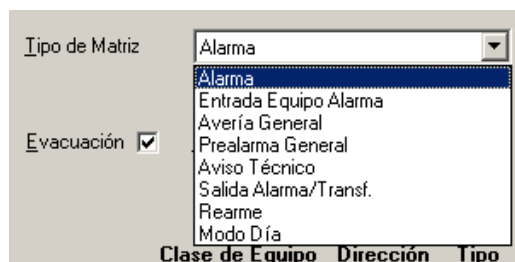 Tipo de Matriz
Alarma
Alarma
Entrada Equipo Alarma
Avería General
Prealarma General
Evacuación
Aviso Técnico
Salida Alarma/Transf.
Rearme
Modo Día
Clase de Equipo Dirección Tipo